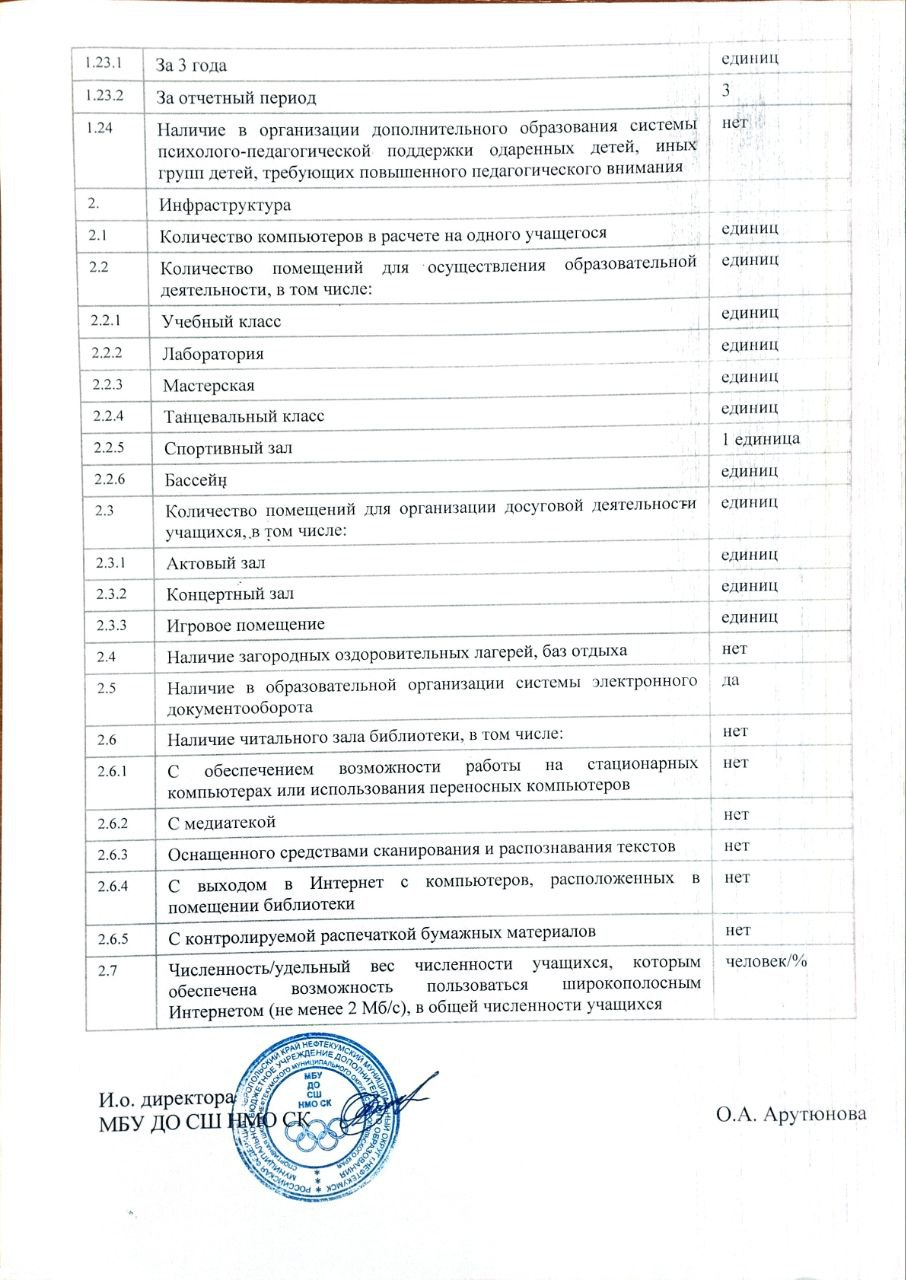 1.23.1 За 3 года единиц
1.23.2 За отчетный период 3
1.24 Наличие в организации дополнительного образования системы нет
психолого-педагогической поддержки одаренных детей, иных
групп детей, требующих повышенного педагогического внимания
2. Инфраструктура
2.1 Количество компьютеров в расчете на одного учащегося единиц
2.2 Количество помещений для осуществления образовательной единиц
деятельности, в том числе:
2.2.1 Учебный класс единиц
2.2.2 Лаборатория единиц
2.2.3 Мастерская единиц
2.2.4 Танцевальный класс единиц
2.2.5 Спортивный зал 1 единица
2.2.6 Бассейн единиц
2.3 Количество помещений для организации досуговой деятельности единиц
учащихся, в том числе:
2.3.1 Актовый зал единиц
2.3.2 Концертный зал единиц
2.3.3 Игровое помещение единиц
2.4 Наличие загородных оздоровительных лагерей, баз отдыха нет
2.5 Наличие в образовательной организации системы электронного да
документооборота
2.6 Наличие читального зала библиотеки, в том числе: нет
2.6.1 С обеспечением возможности работы на стационарных нет
компьютерах или использования переносных компьютеров
2.6.2 С медиатекой нет
2.6.3 Оснащенного средствами сканирования и распознавания текстов нет
2.6.4 С выходом в Интернет с компьютеров, расположенных в нет
помещении библиотеки
2.6.5 С контролируемой распечаткой бумажных материалов нет
2.7 Численность/удельный вес численности учащихся, которым человек/%
обеспечена возможность пользоваться широкополосным
Интернетом (не менее 2 Мб/с), в общей численности учащихся
И.о. директора
МБУ ДО СШ НМО СК О.А. Арутюнова
МБУ
ДО
СШ
НМО СК